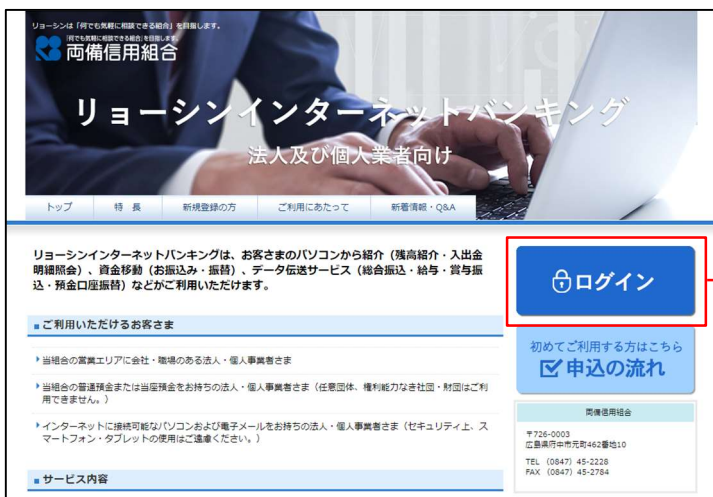 リョーシンは「何でも気軽に相談できる組合」を目指します。
「何でも気軽に相談できる組合」を目指します。
両備信用組合
リョーシンインターネットバンキング
法人及び個人業者向け
トップ
特 長
新規登録の方
ご利用にあたって
新着情報・Q&A
リョーシンインターネットバンキングは、お客さまのパソコンから紹介（残高紹介・入出金
明細照会）、資金移動（お振込み・振替）、データ伝送サービス（総合振込・給与・賞与振
込・預金口座振替）などがご利用いただけます。
ログイン
初めてご利用する方はこちら
申込の流れ
ご利用いただけるお客さま
当組合の営業エリアに会社・職場のある法人・個人事業者さま
当組合の普通預金または当座預金をお持ちの法人・個人事業者さま（任意団体、権利能力なき社団・財団はご利
用できません。）
インターネットに接続可能なパソコンおよび電子メールをお持ちの法人・個人事業者さま（セキュリティ上、ス
マートフォン・タブレットの使用はご遠慮ください。）
両備信用組合
〒726-0003
広島県府中市元町462番地10
TEL (0847) 45-2228
FAX (0847) 45-2784
サービス内容